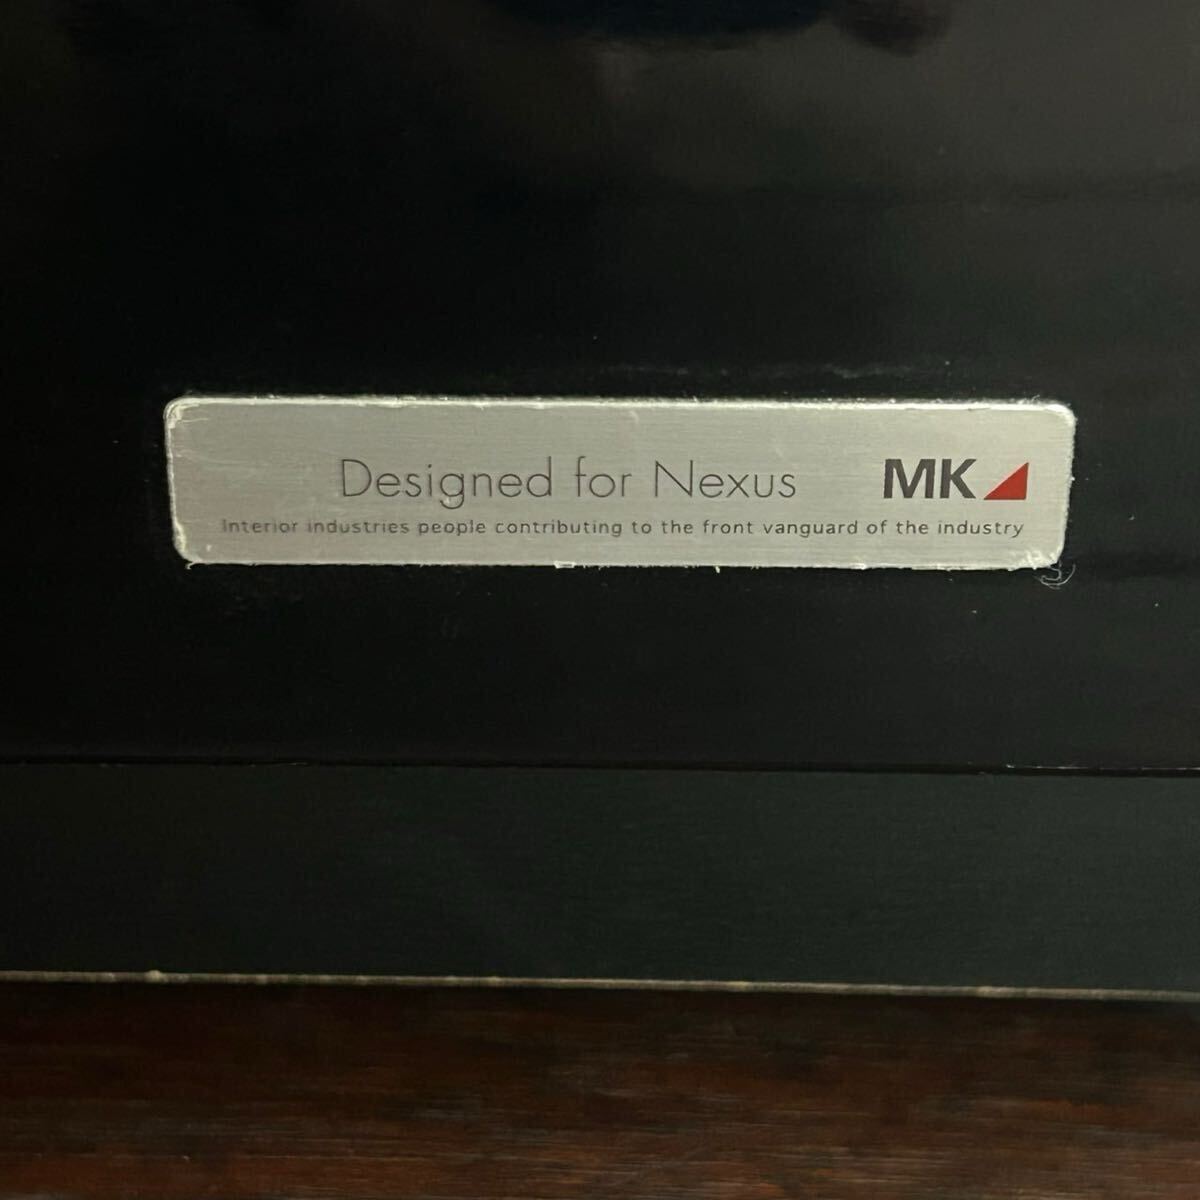 Designed for Nexus MK
Interior industries people contributing to the front vanguard of the industry